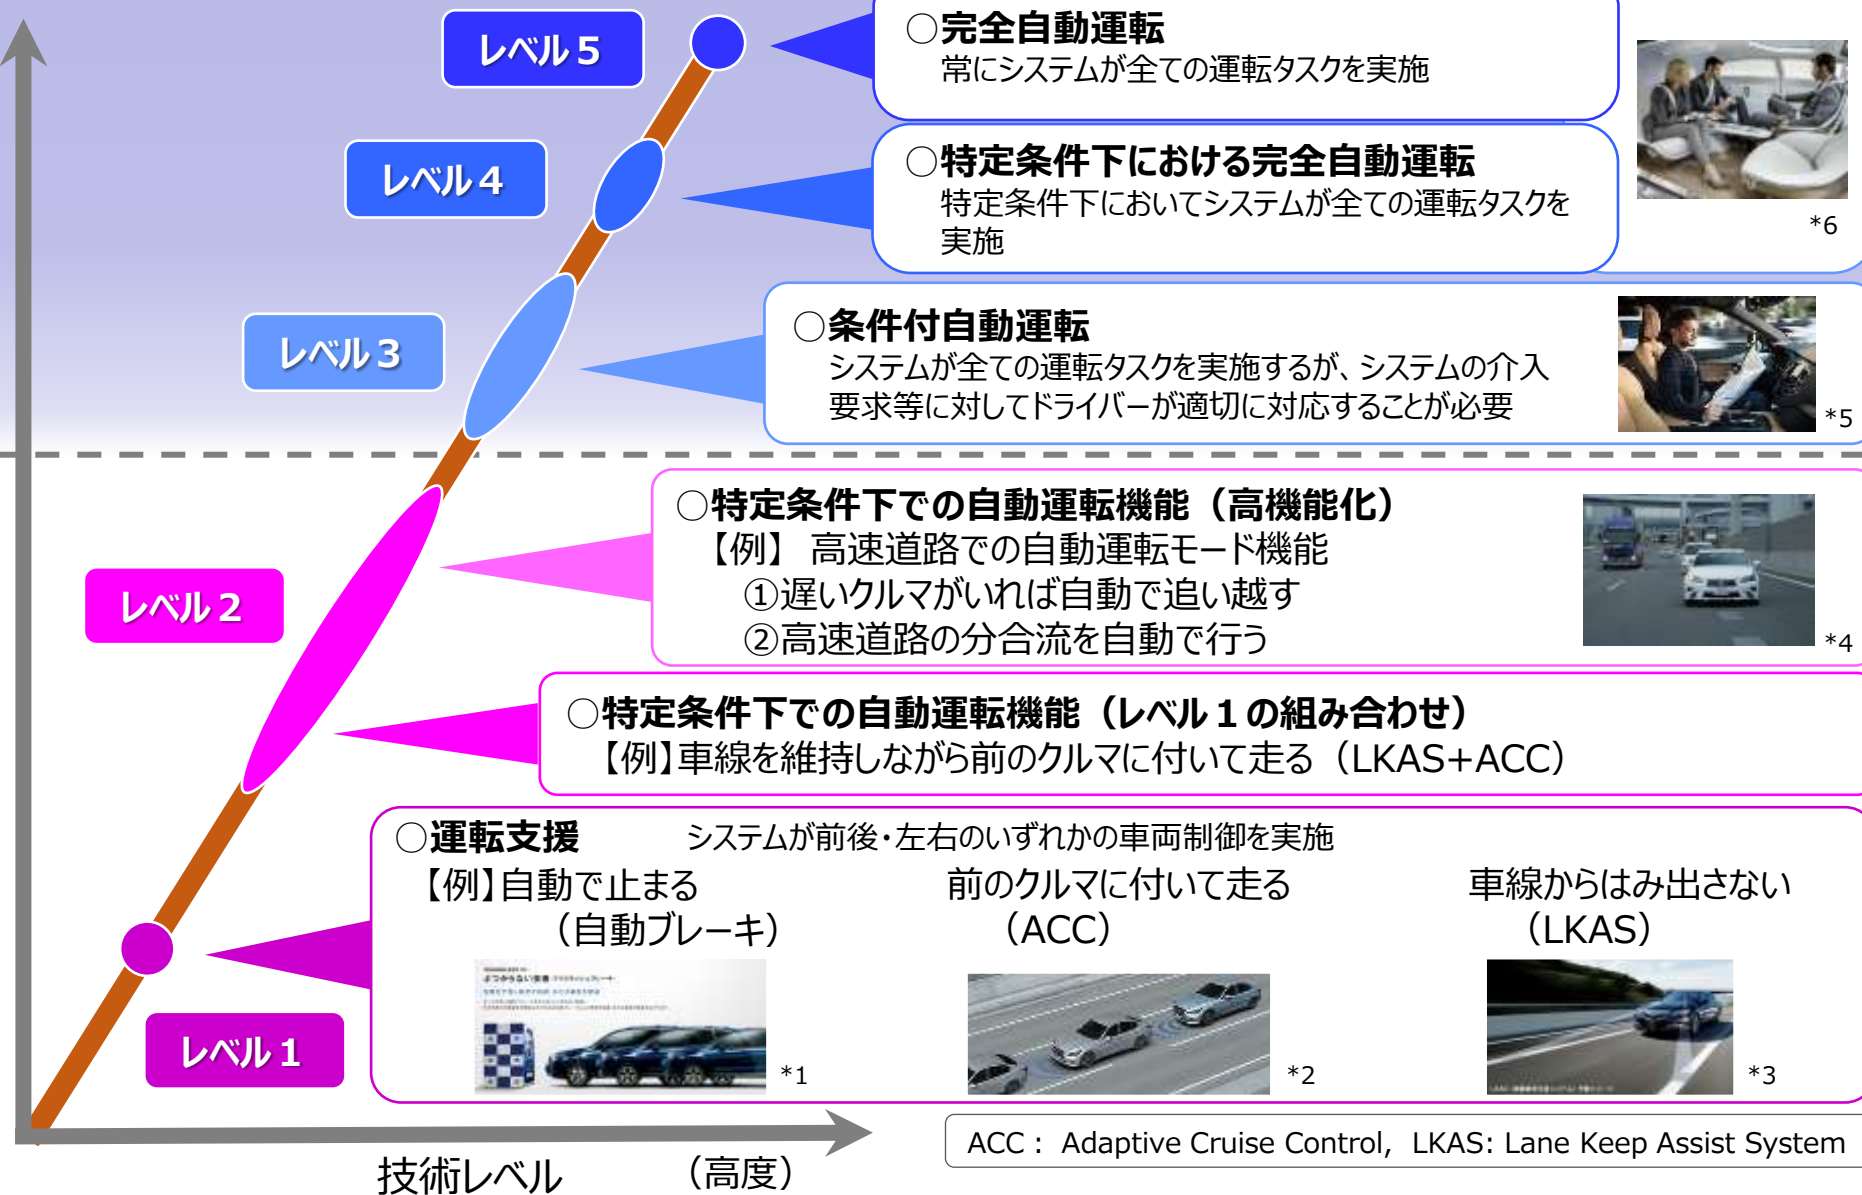 レベル５
○完全自動運転
常にシステムが全ての運転タスクを実施
レベル４
○特定条件下における完全自動運転
特定条件下においてシステムが全ての運転タスクを
実施
*6
レベル３
○条件付自動運転
システムが全ての運転タスクを実施するが、システムの介入
要求等に対してドライバーが適切に対応することが必要
*5
レベル２
○特定条件下での自動運転機能（高機能化）
【例】 高速道路での自動運転モード機能
①遅いクルマがいれば自動で追い越す
②高速道路の分合流を自動で行う
*4
○特定条件下での自動運転機能（レベル１の組み合わせ）
【例】車線を維持しながら前のクルマに付いて走る（LKAS+ACC）
レベル１
○運転支援 システムが前後・左右のいずれかの車両制御を実施
【例】自動で止まる
（自動ブレーキ）
*1
前のクルマに付いて走る
（ACC）
*2
車線からはみ出さない
（LKAS）
*3
技術レベル （高度）
ACC： Adaptive Cruise Control, LKAS: Lane Keep Assist System